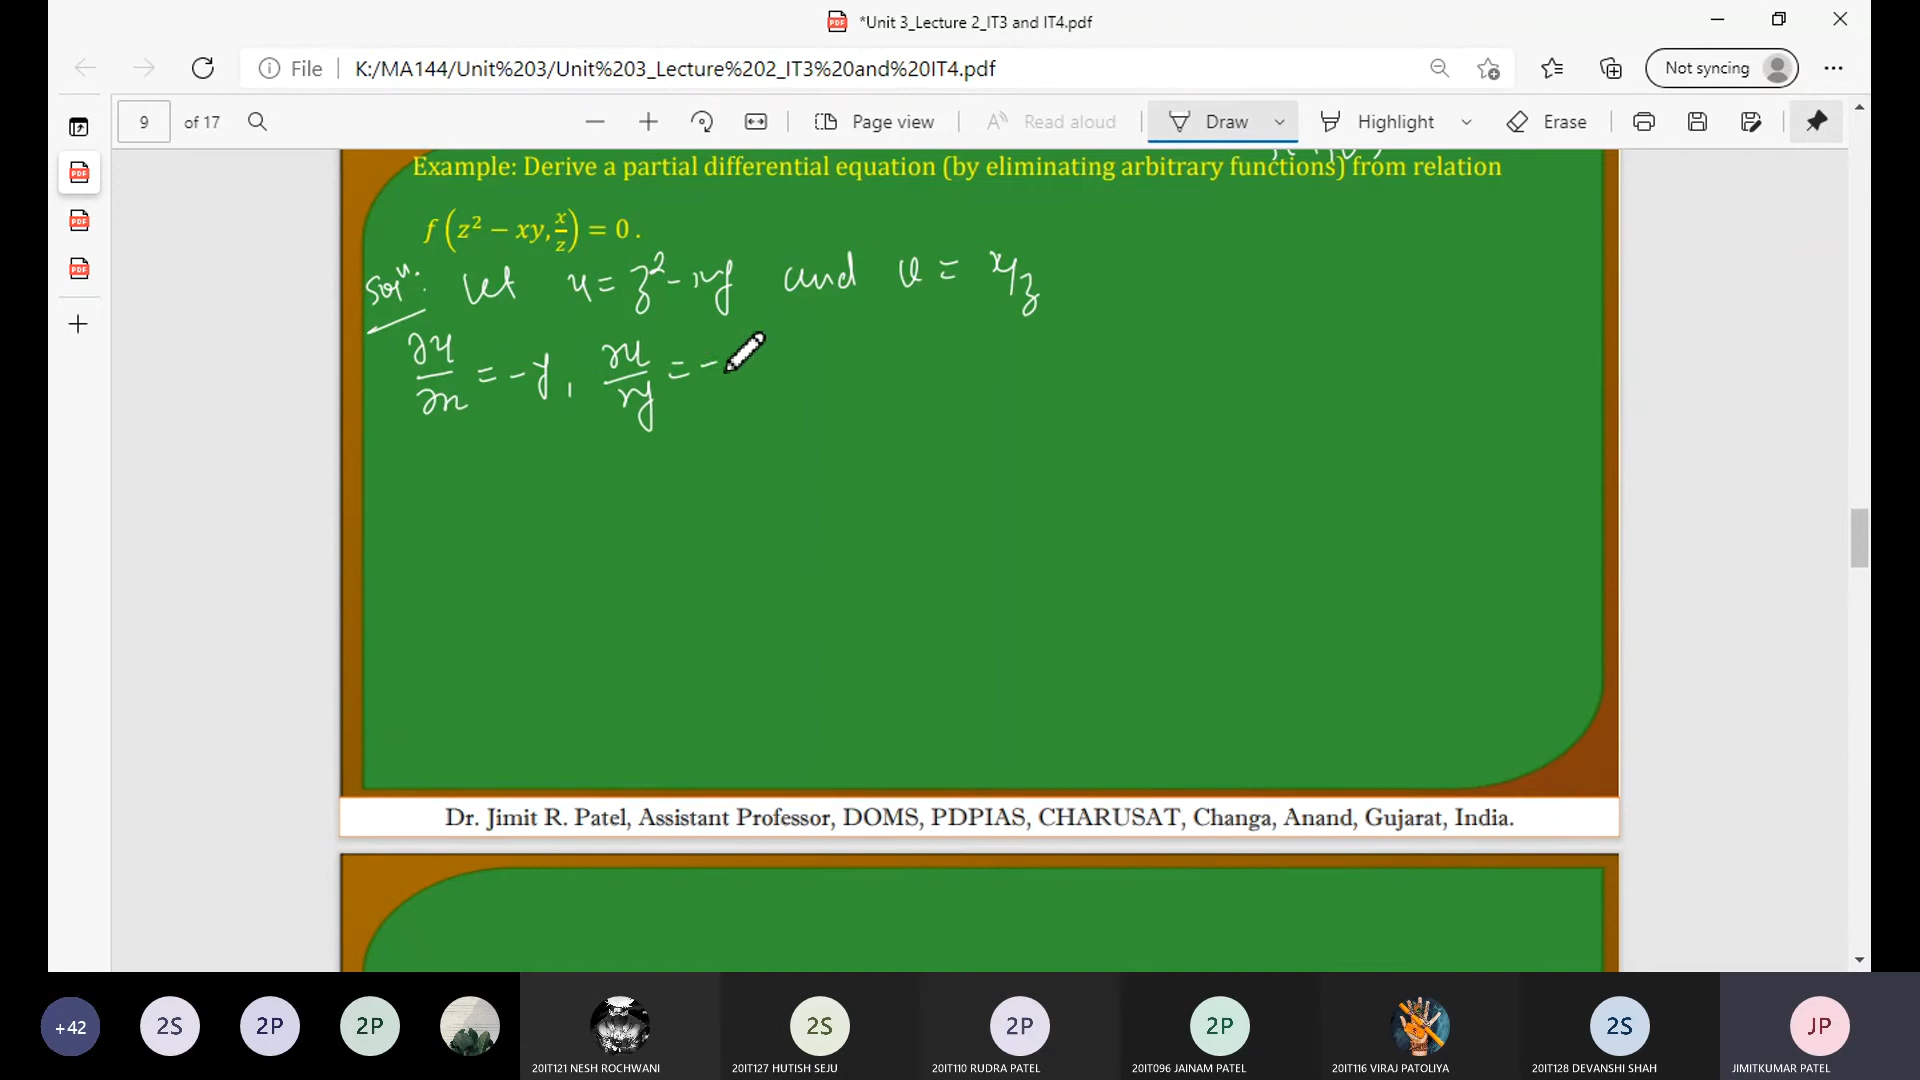 *Unit 3_Lecture 2_IT3 and IT4.pdf
File K:/MA144/Unit%203/Unit%203_Lecture%202_IT3%20and%20IT4.pdf Not syncing
9 of 17 Page view Read aloud Draw Highlight Erase
Example: Derive a partial differential equation (by eliminating arbitrary functions) from relation
f(z² − xy, x/z) = 0 .
Solⁿ: Let u = z² - xy and v = x/z
∂u/∂x = -y, ∂u/∂y = -
Dr. Jimit R. Patel, Assistant Professor, DOMS, PDPIAS, CHARUSAT, Changa, Anand, Gujarat, India.
+42 2S 2P 2P 2S 2P 2P 2S JP
20IT121 NESH ROCHWANI 20IT127 HUTISH SEJU 20IT110 RUDRA PATEL 20IT096 JAINAM PATEL 20IT116 VIRAJ PATOLIYA 20IT128 DEVANSHI SHAH JIMITKUMAR PATEL